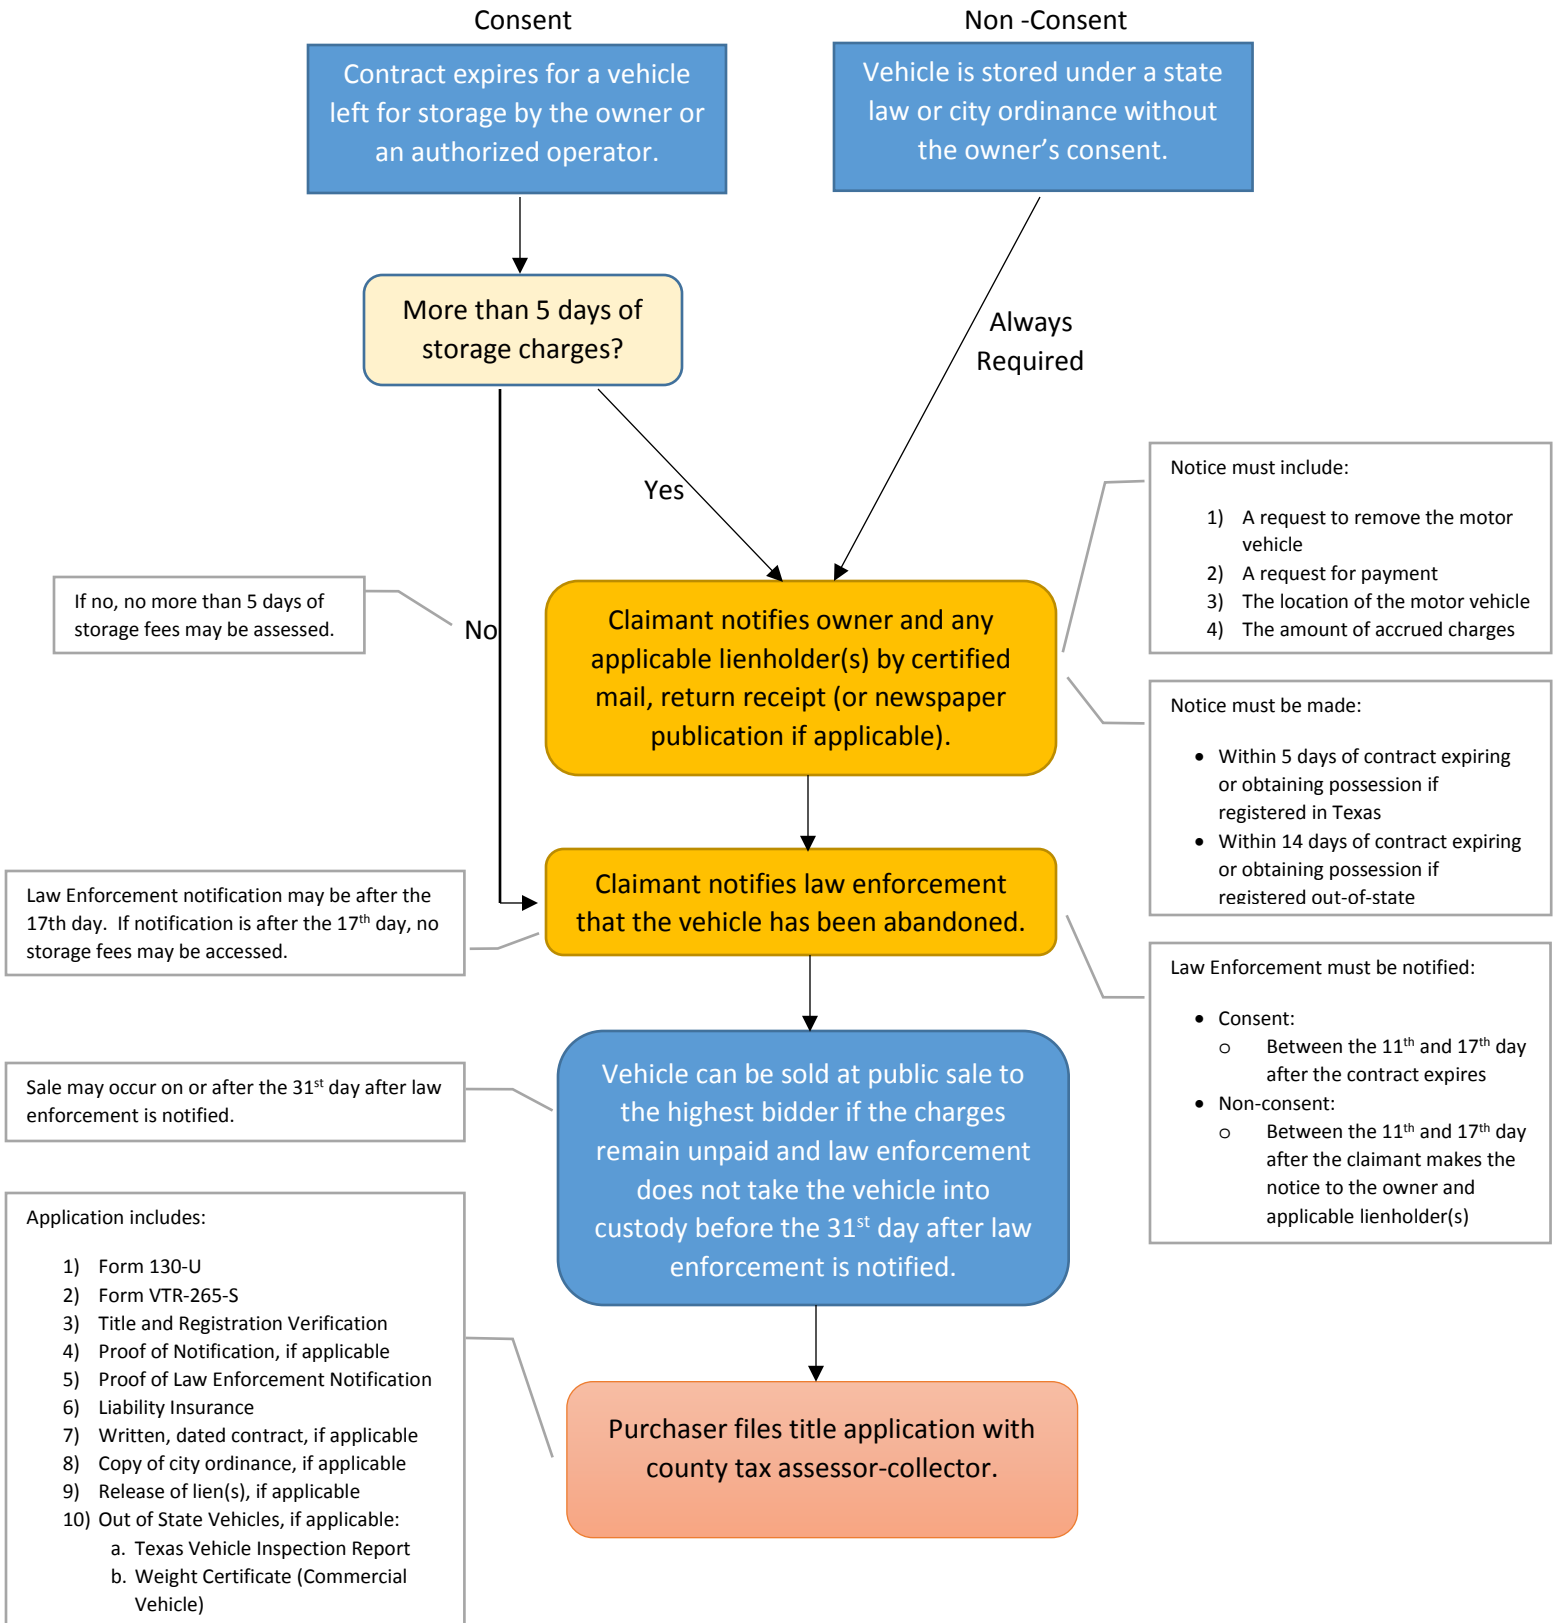 Consent
Non -Consent
Contract expires for a vehicle
left for storage by the owner or
an authorized operator.
Vehicle is stored under a state
law or city ordinance without
the owner’s consent.
More than 5 days of
storage charges?
Always
Required
Yes
No
If no, no more than 5 days of
storage fees may be assessed.
Claimant notifies owner and any
applicable lienholder(s) by certified
mail, return receipt (or newspaper
publication if applicable).
Notice must include:
1) A request to remove the motor
vehicle
2) A request for payment
3) The location of the motor vehicle
4) The amount of accrued charges
Notice must be made:
• Within 5 days of contract expiring
or obtaining possession if
registered in Texas
• Within 14 days of contract expiring
or obtaining possession if
registered out-of-state
Law Enforcement notification may be after the
17th day. If notification is after the 17th day, no
storage fees may be accessed.
Claimant notifies law enforcement
that the vehicle has been abandoned.
Law Enforcement must be notified:
• Consent:
o Between the 11th and 17th day
after the contract expires
• Non-consent:
o Between the 11th and 17th day
after the claimant makes the
notice to the owner and
applicable lienholder(s)
Sale may occur on or after the 31st day after law
enforcement is notified.
Vehicle can be sold at public sale to
the highest bidder if the charges
remain unpaid and law enforcement
does not take the vehicle into
custody before the 31st day after law
enforcement is notified.
Application includes:
1) Form 130-U
2) Form VTR-265-S
3) Title and Registration Verification
4) Proof of Notification, if applicable
5) Proof of Law Enforcement Notification
6) Liability Insurance
7) Written, dated contract, if applicable
8) Copy of city ordinance, if applicable
9) Release of lien(s), if applicable
10) Out of State Vehicles, if applicable:
a. Texas Vehicle Inspection Report
b. Weight Certificate (Commercial
Vehicle)
Purchaser files title application with
county tax assessor-collector.